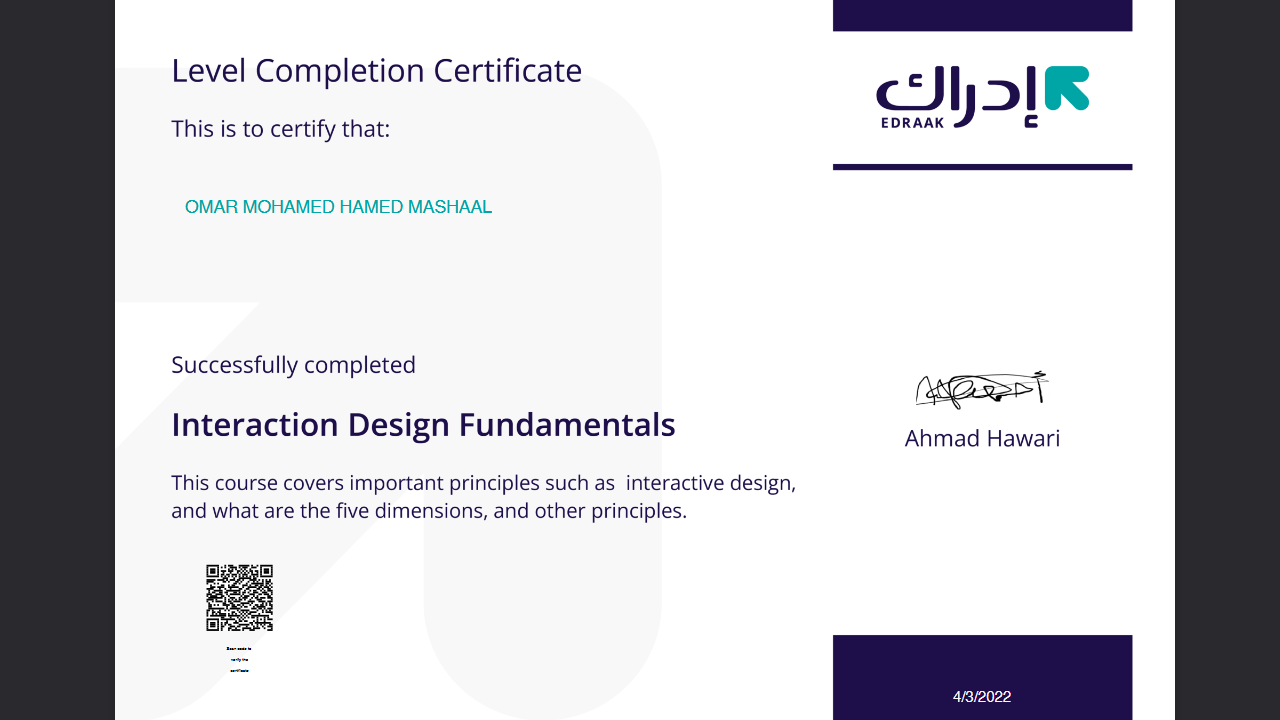 Level Completion Certificate
This is to certify that:
OMAR MOHAMED HAMED MASHAAL
Successfully completed
Interaction Design Fundamentals
This course covers important principles such as  interactive design,
and what are the five dimensions, and other principles.
Scan code to
verify the
certificate
إدراك
EDRAAK
Ahmad Hawari
4/3/2022